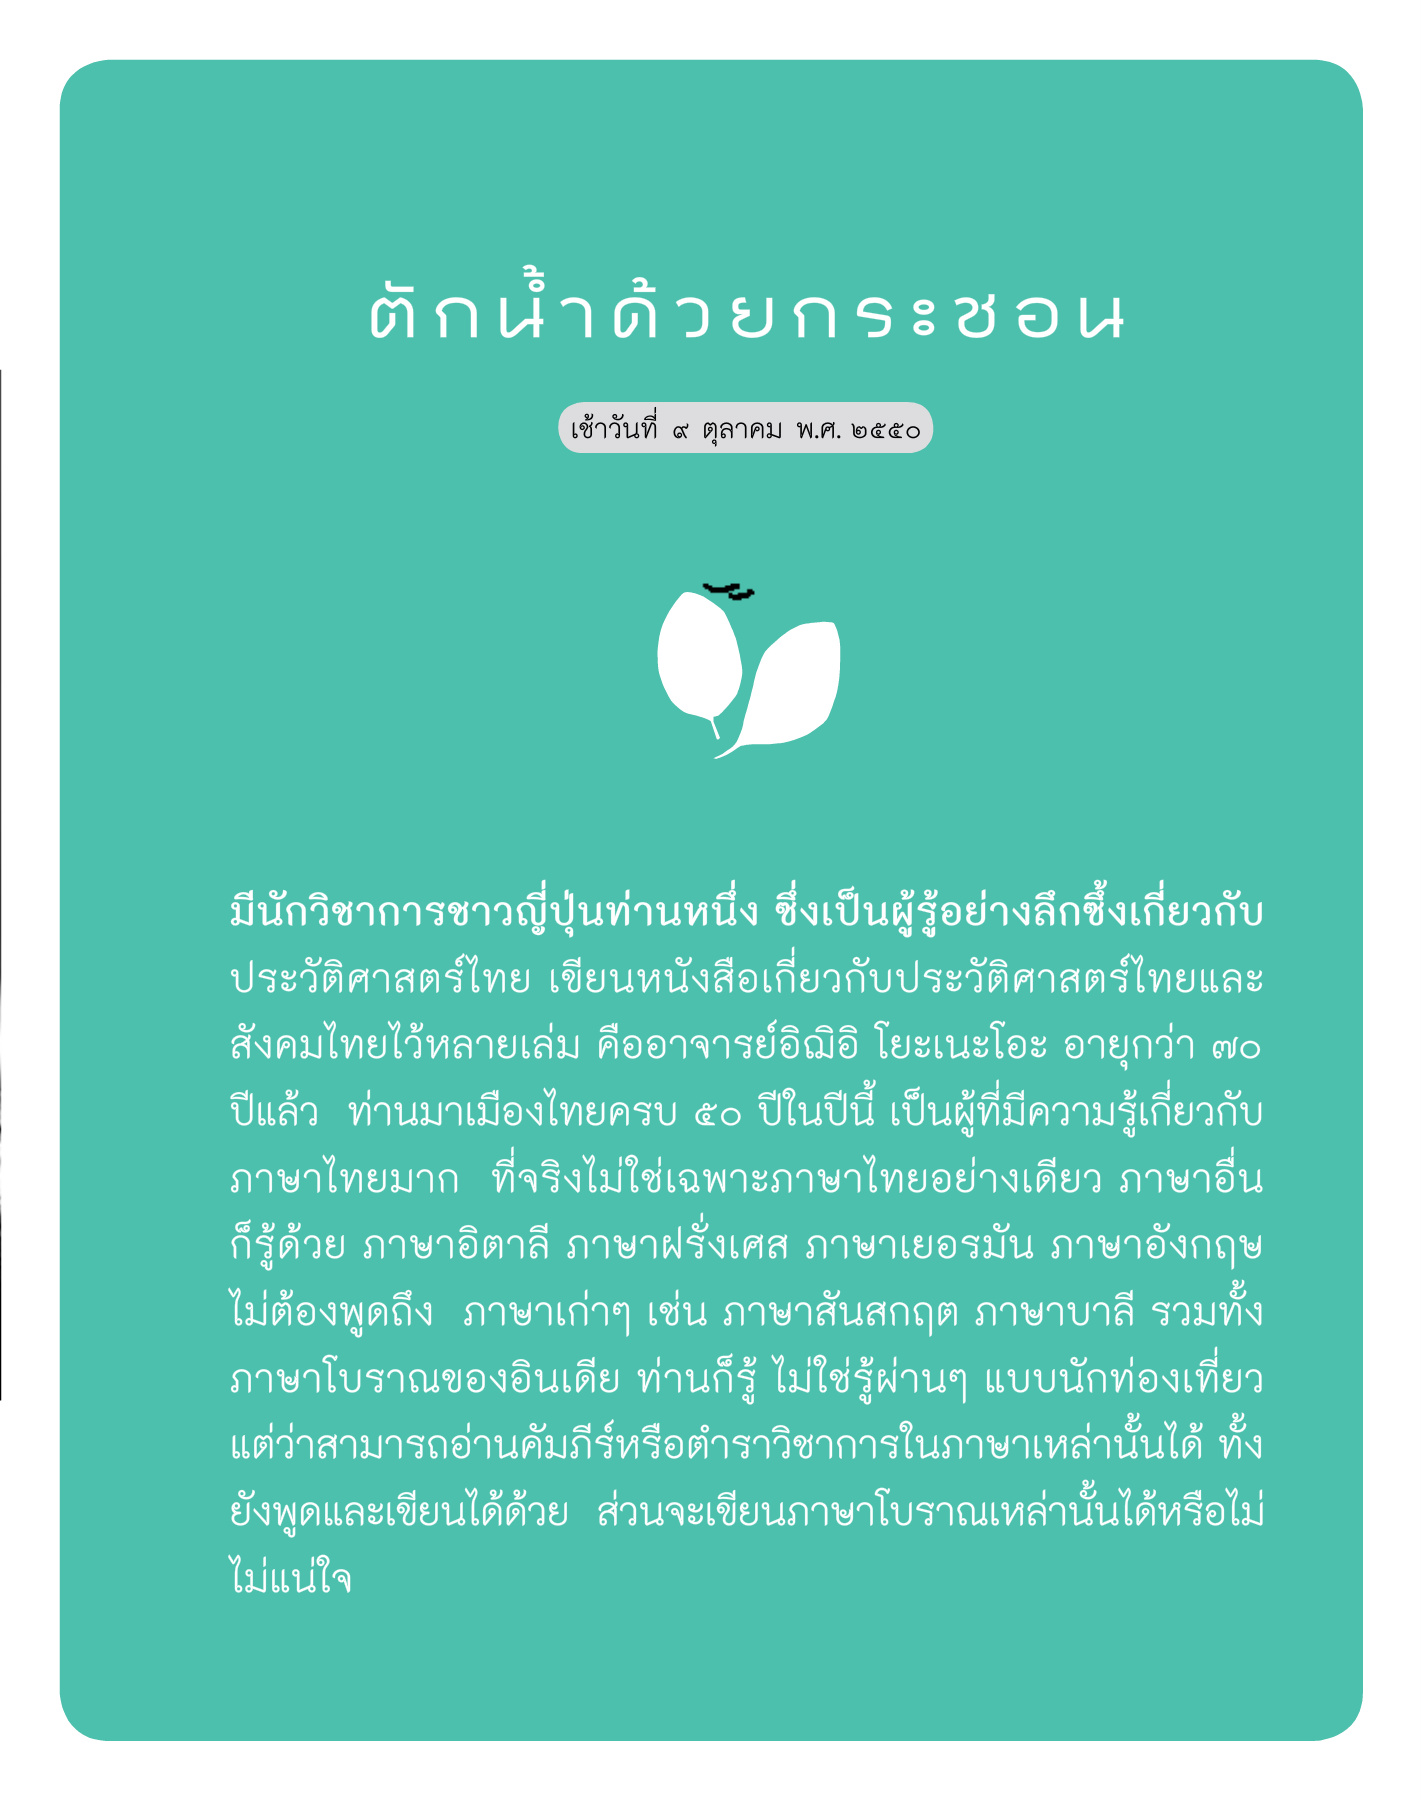 ตักน้ำด้วยกระชอน
เช้าวันที่ ๙ ตุลาคม พ.ศ. ๒๕๕๐
มีนักวิชาการชาวญี่ปุ่นท่านหนึ่ง ซึ่งเป็นผู้รู้อย่างลึกซึ้งเกี่ยวกับ
ประวัติศาสตร์ไทย เขียนหนังสือเกี่ยวกับประวัติศาสตร์ไทยและ
สังคมไทยไว้หลายเล่ม คืออาจารย์อิฌิอิ โยะเนะโอะ อายุกว่า ๗๐
ปีแล้ว ท่านมาเมืองไทยครบ ๕๐ ปีในปีนี้ เป็นผู้ที่มีความรู้เกี่ยวกับ
ภาษาไทยมาก ที่จริงไม่ใช่เฉพาะภาษาไทยอย่างเดียว ภาษาอื่น
ก็รู้ด้วย ภาษาอิตาลี ภาษาฝรั่งเศส ภาษาเยอรมัน ภาษาอังกฤษ
ไม่ต้องพูดถึง ภาษาเก่าๆ เช่น ภาษาสันสกฤต ภาษาบาลี รวมทั้ง
ภาษาโบราณของอินเดีย ท่านก็รู้ ไม่ใช่รู้ผ่านๆ แบบนักท่องเที่ยว
แต่ว่าสามารถอ่านคัมภีร์หรือตำราวิชาการในภาษาเหล่านั้นได้ ทั้ง
ยังพูดและเขียนได้ด้วย ส่วนจะเขียนภาษาโบราณเหล่านั้นได้หรือไม่
ไม่แน่ใจ